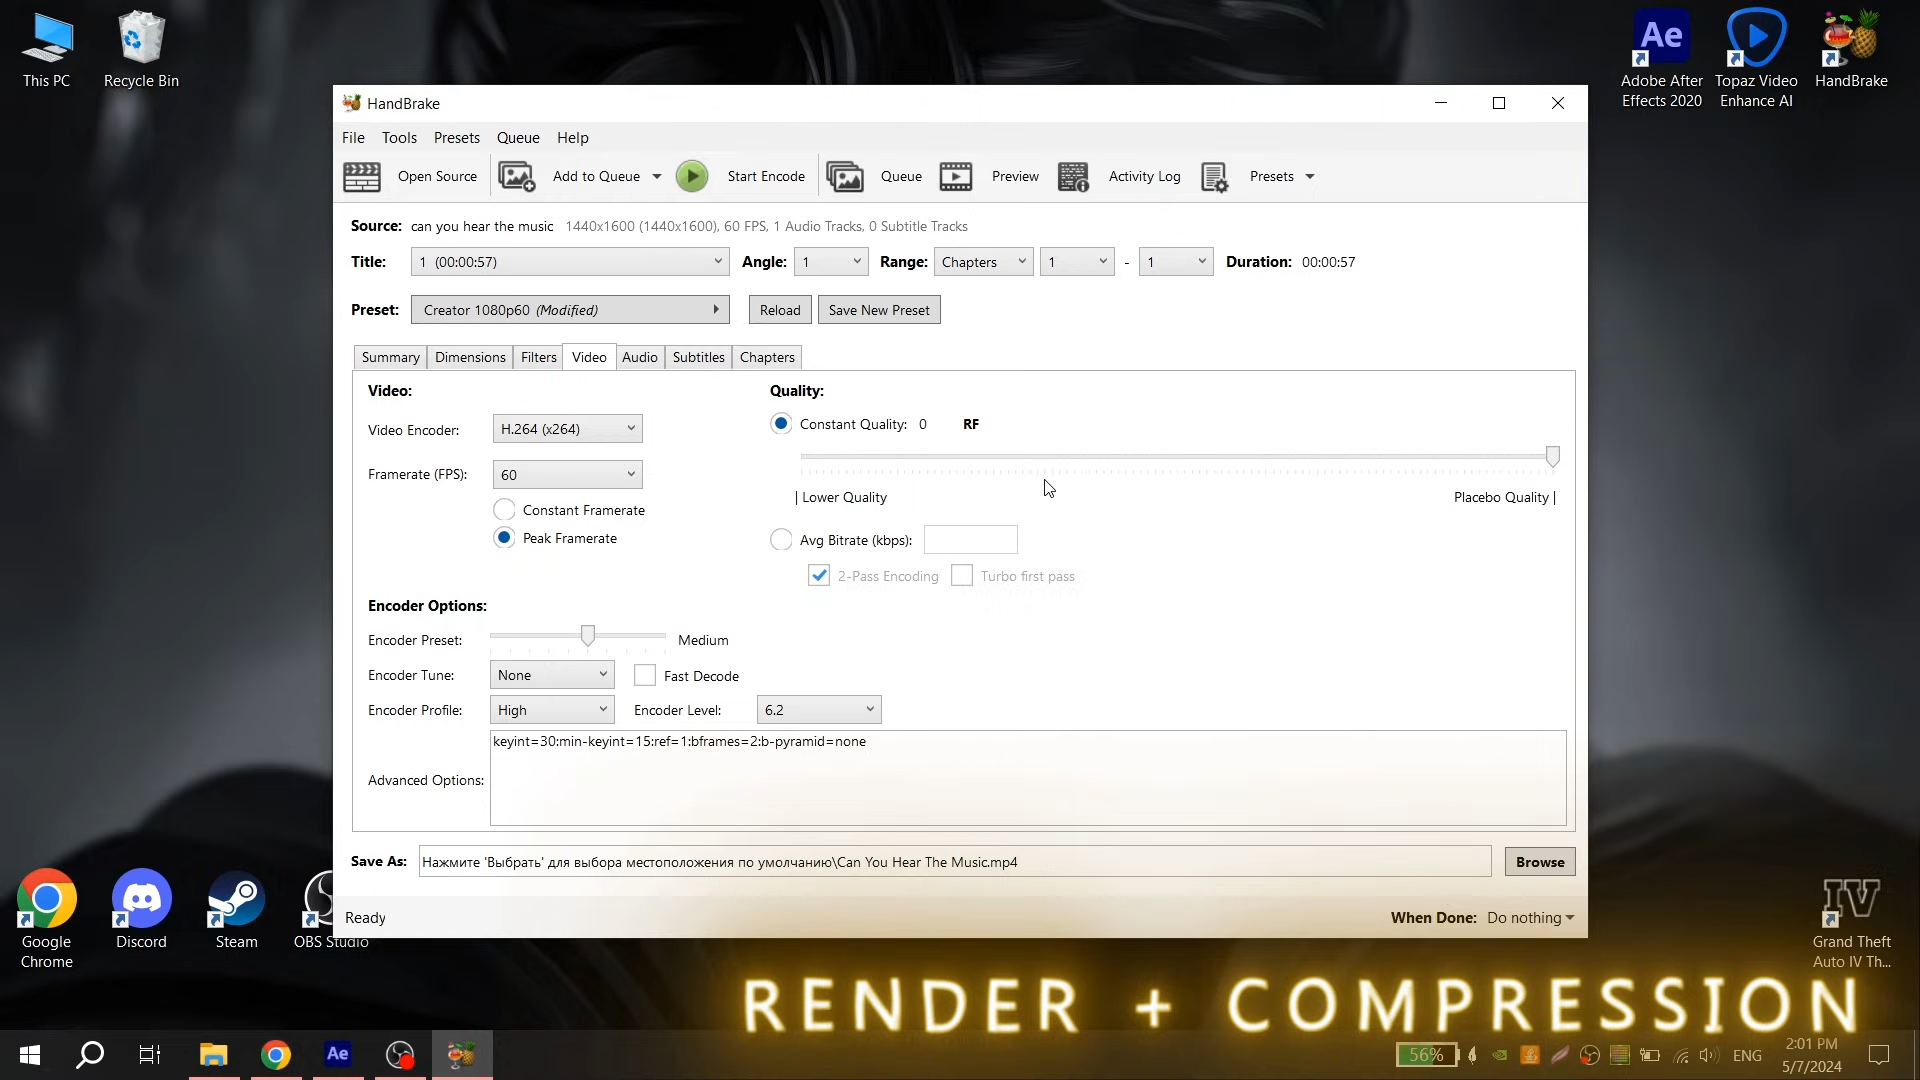 This PC
Recycle Bin
Adobe After Effects 2020
Topaz Video Enhance AI
HandBrake
HandBrake
File Tools Presets Queue Help
Open Source Add to Queue Start Encode Queue Preview Activity Log Presets
Source: can you hear the music 1440x1600 (1440x1600), 60 FPS, 1 Audio Tracks, 0 Subtitle Tracks
Title: 1 (00:00:57) Angle: 1 Range: Chapters 1 - 1 Duration: 00:00:57
Preset: Creator 1080p60 (Modified) Reload Save New Preset
Summary Dimensions Filters Video Audio Subtitles Chapters
Video:
Video Encoder: H.264 (x264)
Framerate (FPS): 60
Constant Framerate
Peak Framerate
Quality:
Constant Quality: 0 RF
| Lower Quality Placebo Quality |
Avg Bitrate (kbps):
2-Pass Encoding Turbo first pass
Encoder Options:
Encoder Preset: Medium
Encoder Tune: None Fast Decode
Encoder Profile: High Encoder Level: 6.2
keyint=30:min-keyint=15:ref=1:bframes=2:b-pyramid=none
Advanced Options:
Save As: Нажмите 'Выбрать' для выбора местоположения по умолчанию\Can You Hear The Music.mp4 Browse
Ready When Done: Do nothing
Google Chrome
Discord
Steam
OBS Studio
IV
Grand Theft Auto IV Th...
RENDER + COMPRESSION
Ae
Ae
56%
ENG
2:01 PM
5/7/2024